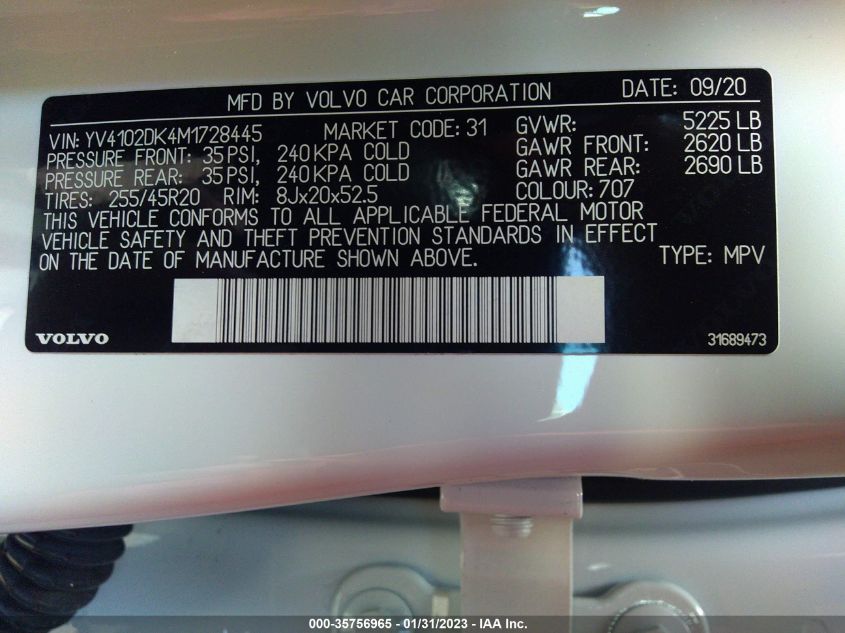 MFD BY VOLVO CAR CORPORATION DATE: 09/20
VIN: YV4102DK4M1728445 MARKET CODE: 31 GVWR: 5225 LB
PRESSURE FRONT: 35 PSI, 240 KPA COLD GAWR FRONT: 2620 LB
PRESSURE REAR: 35 PSI, 240 KPA COLD GAWR REAR: 2690 LB
TIRES: 255/45R20 RIM: 8Jx20x52.5 COLOUR: 707
THIS VEHICLE CONFORMS TO ALL APPLICABLE FEDERAL MOTOR
VEHICLE SAFETY AND THEFT PREVENTION STANDARDS IN EFFECT
ON THE DATE OF MANUFACTURE SHOWN ABOVE. TYPE: MPV
VOLVO 31689473
000-35756965 - 01/31/2023 - IAA Inc.